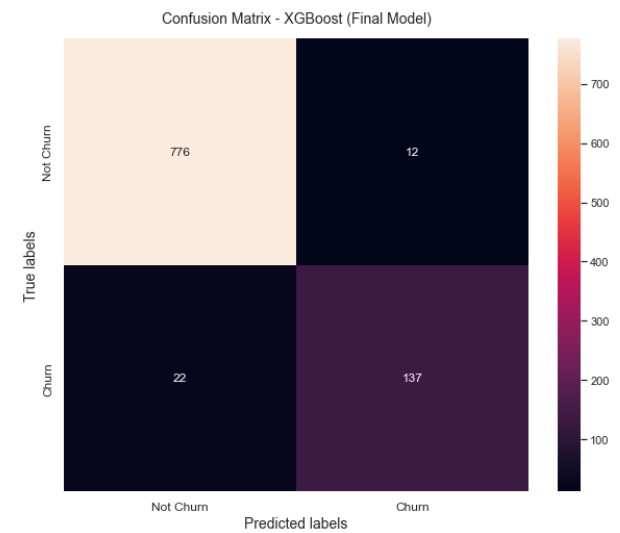 Confusion Matrix - XGBoost (Final Model)
Not Churn
776
12
700
600
500
400
300
200
100
True labels
Churn
22
137
Not Churn
Churn
Predicted labels